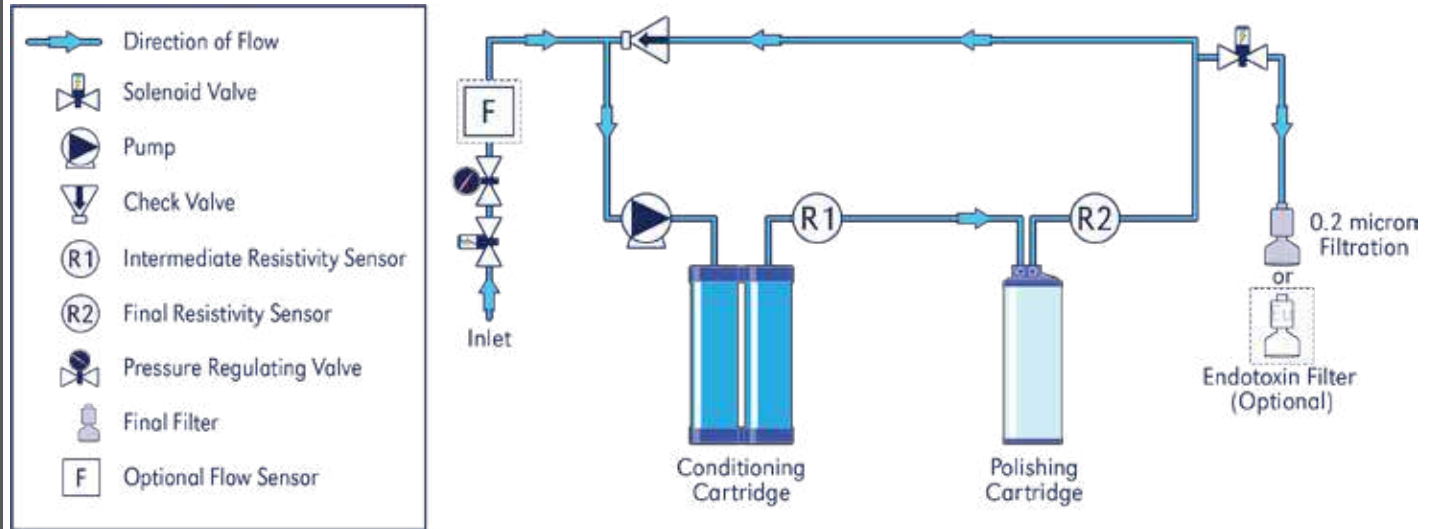 Direction of Flow
Solenoid Valve
Pump
Check Valve
R1 Intermediate Resistivity Sensor
R2 Final Resistivity Sensor
Pressure Regulating Valve
Final Filter
F Optional Flow Sensor
F
Inlet
R1
R2
Conditioning
Cartridge
Polishing
Cartridge
0.2 micron
Filtration
or
EU
Endotoxin Filter
(Optional)